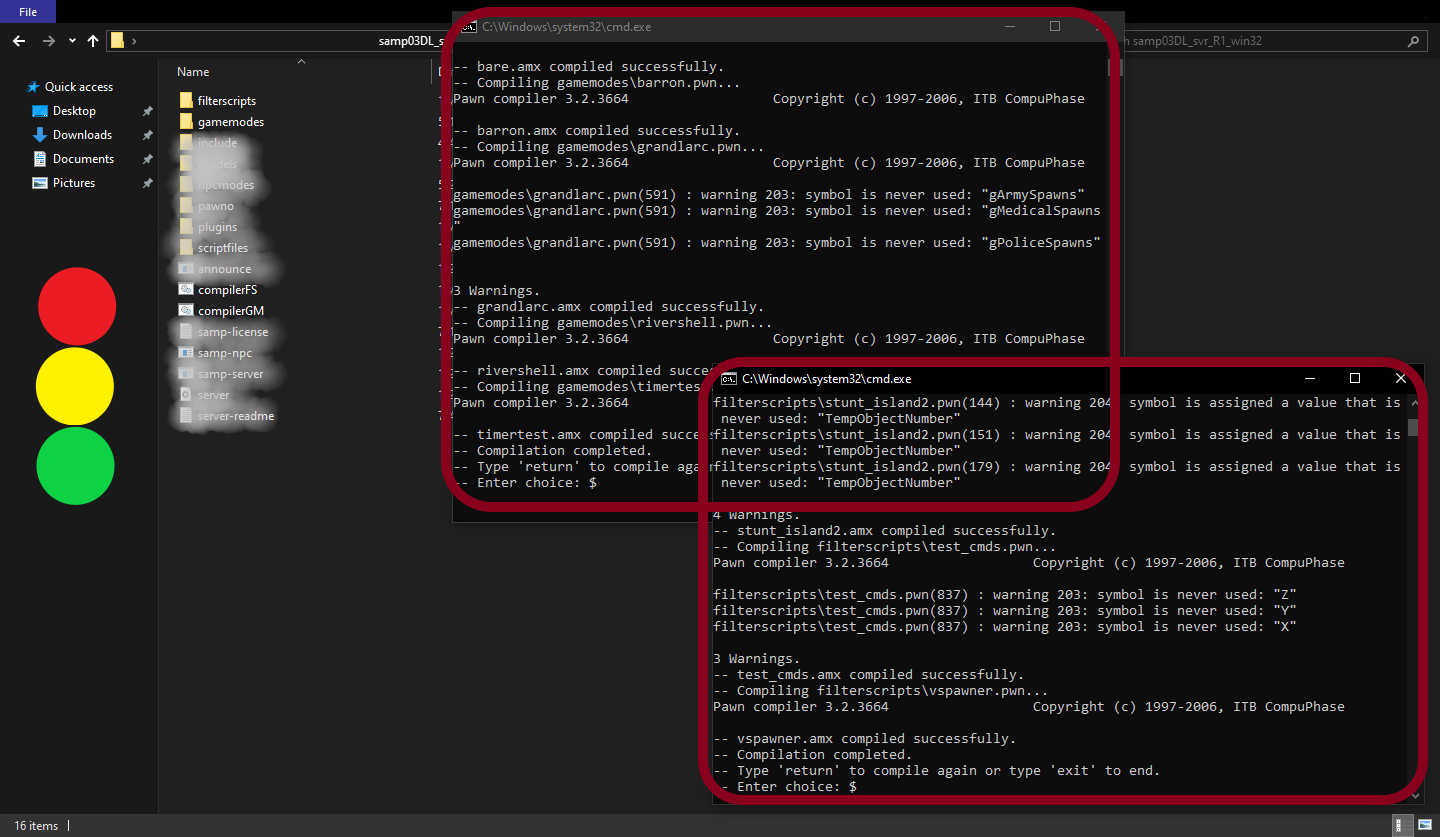 File
samp03DL_s
h samp03DL_svr_R1_win32
Quick access
Desktop
Downloads
Documents
Pictures
Name
filterscripts
gamemodes
include
models
npcmodes
pawno
plugins
scriptfiles
announce
compilerFS
compilerGM
samp-license
samp-npc
samp-server
server
server-readme
16 items
C:\Windows\system32\cmd.exe
-- bare.amx compiled successfully.
-- Compiling gamemodes\barron.pwn...
Pawn compiler 3.2.3664 Copyright (c) 1997-2006, ITB CompuPhase
-- barron.amx compiled successfully.
-- Compiling gamemodes\grandlarc.pwn...
Pawn compiler 3.2.3664 Copyright (c) 1997-2006, ITB CompuPhase
gamemodes\grandlarc.pwn(591) : warning 203: symbol is never used: "gArmySpawns"
gamemodes\grandlarc.pwn(591) : warning 203: symbol is never used: "gMedicalSpawns
"
gamemodes\grandlarc.pwn(591) : warning 203: symbol is never used: "gPoliceSpawns"
3 Warnings.
-- grandlarc.amx compiled successfully.
-- Compiling gamemodes\rivershell.pwn...
Pawn compiler 3.2.3664 Copyright (c) 1997-2006, ITB CompuPhase
-- rivershell.amx compiled succ
-- Compiling gamemodes\timertes
Pawn compiler 3.2.3664
-- timertest.amx compiled succe
-- Compilation completed.
-- Type 'return' to compile agai
-- Enter choice: $
C:\Windows\system32\cmd.exe
filterscripts\stunt_island2.pwn(144) : warning 204: symbol is assigned a value that is
never used: "TempObjectNumber"
filterscripts\stunt_island2.pwn(151) : warning 204: symbol is assigned a value that is
never used: "TempObjectNumber"
filterscripts\stunt_island2.pwn(179) : warning 204: symbol is assigned a value that is
never used: "TempObjectNumber"
4 Warnings.
-- stunt_island2.amx compiled successfully.
-- Compiling filterscripts\test_cmds.pwn...
Pawn compiler 3.2.3664 Copyright (c) 1997-2006, ITB CompuPhase
filterscripts\test_cmds.pwn(837) : warning 203: symbol is never used: "Z"
filterscripts\test_cmds.pwn(837) : warning 203: symbol is never used: "Y"
filterscripts\test_cmds.pwn(837) : warning 203: symbol is never used: "X"
3 Warnings.
-- test_cmds.amx compiled successfully.
-- Compiling filterscripts\vspawner.pwn...
Pawn compiler 3.2.3664 Copyright (c) 1997-2006, ITB CompuPhase
-- vspawner.amx compiled successfully.
-- Compilation completed.
-- Type 'return' to compile again or type 'exit' to end.
-- Enter choice: $